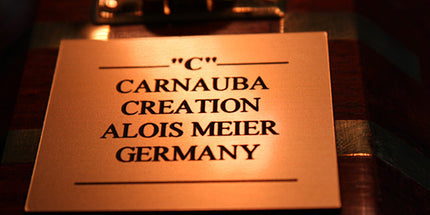 "C"
CARNAUBA
CREATION
ALOIS MEIER
GERMANY